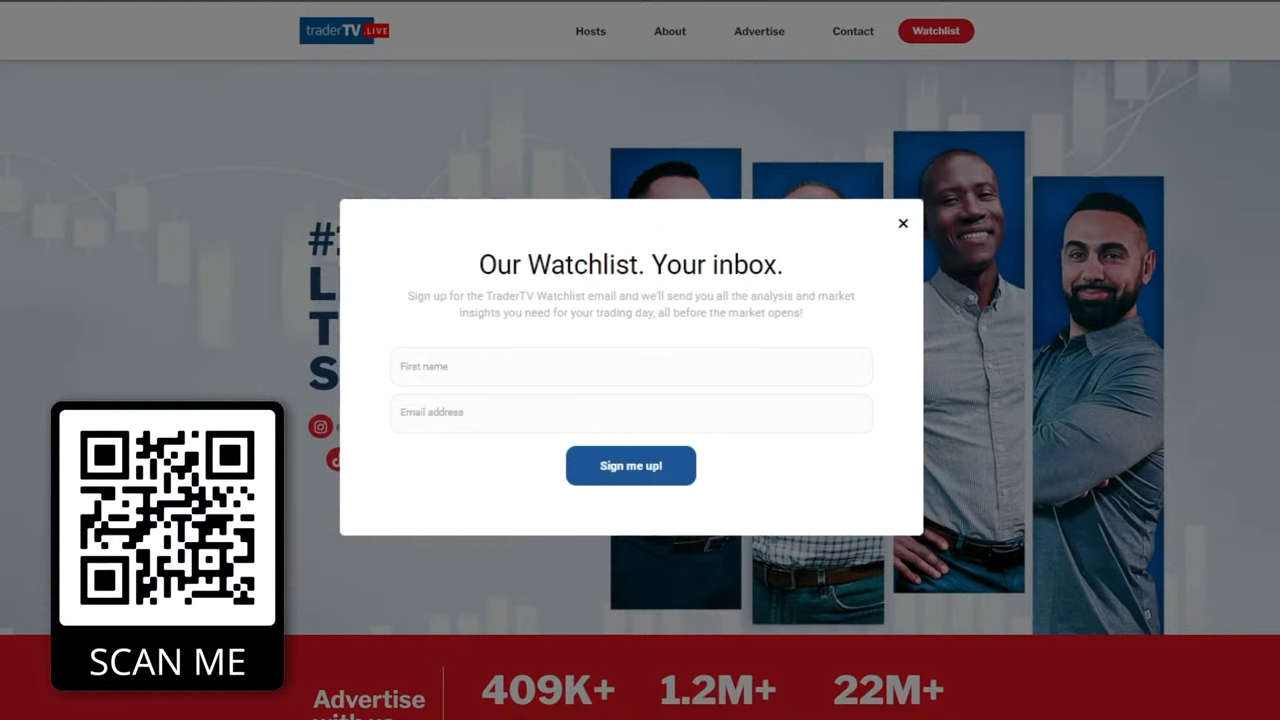 traderTV.LIVE
Hosts
About
Advertise
Contact
Watchlist
#
L
T
S
Our Watchlist. Your inbox.
Sign up for the TraderTV Watchlist email and we'll send you all the analysis and market
insights you need for your trading day, all before the market opens!
First name
Email address
Sign me up!
SCAN ME
Advertise
with us
409K+
1.2M+
22M+